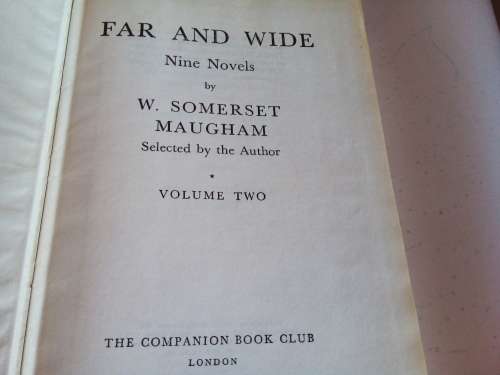 FAR AND WIDE
Nine Novels
by
W. SOMERSET
MAUGHAM
Selected by the Author
*
VOLUME TWO
THE COMPANION BOOK CLUB
LONDON